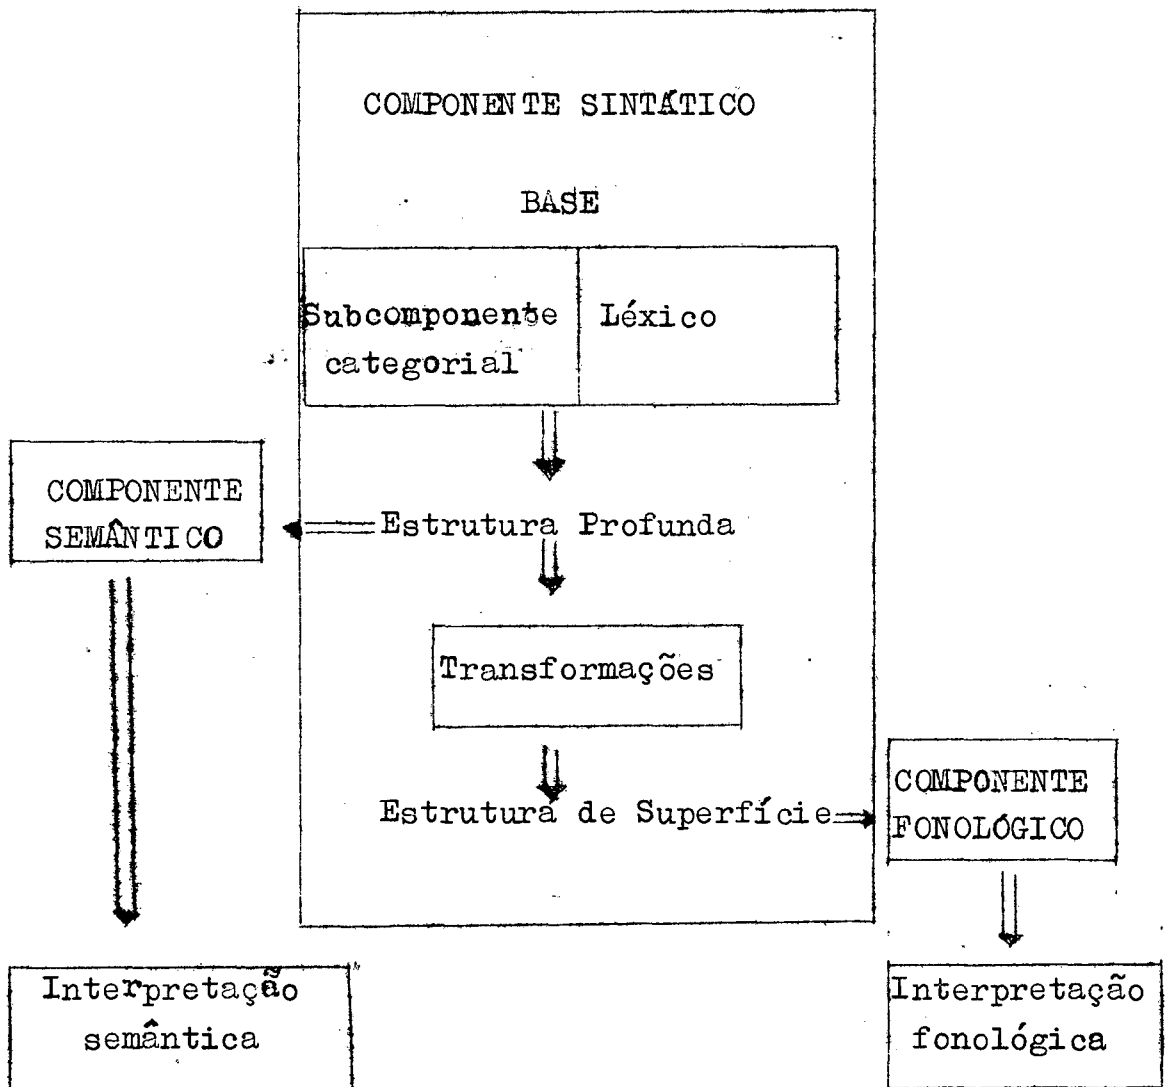 COMPONENTE SINTÁTICO
BASE
Subcomponente
categorial
Léxico
COMPONENTE
SEMÂNTICO
Estrutura Profunda
Transformações
Estrutura de Superfície
COMPONENTE
FONOLÓGICO
Interpretação
semântica
Interpretação
fonológica